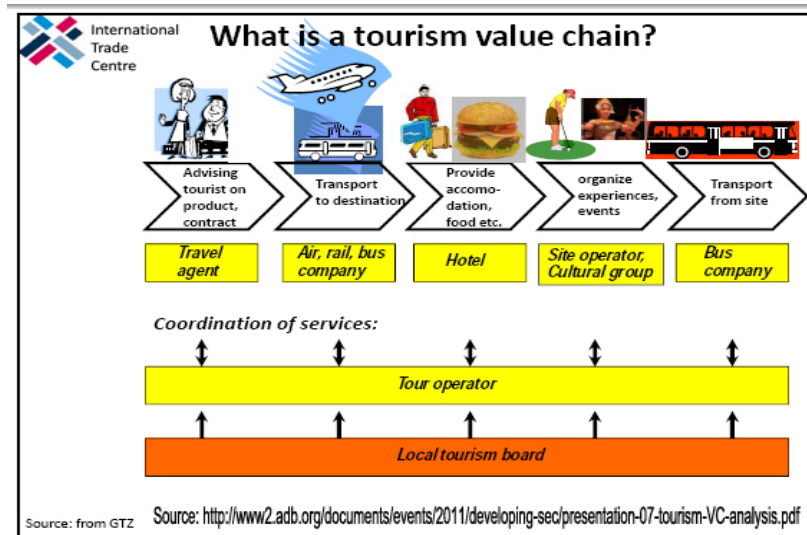 International
Trade
Centre
What is a tourism value chain?
Advising
tourist on
product,
contract
Transport
to destination
Provide
accomo-
dation,
food etc.
organize
experiences,
events
Transport
from site
Travel
agent
Air, rail, bus
company
Hotel
Site operator,
Cultural group
Bus
company
Coordination of services:
Tour operator
Local tourism board
Source: from GTZ
Source: http://www2.adb.org/documents/events/2011/developing-sec/presentation-07-tourism-VC-analysis.pdf